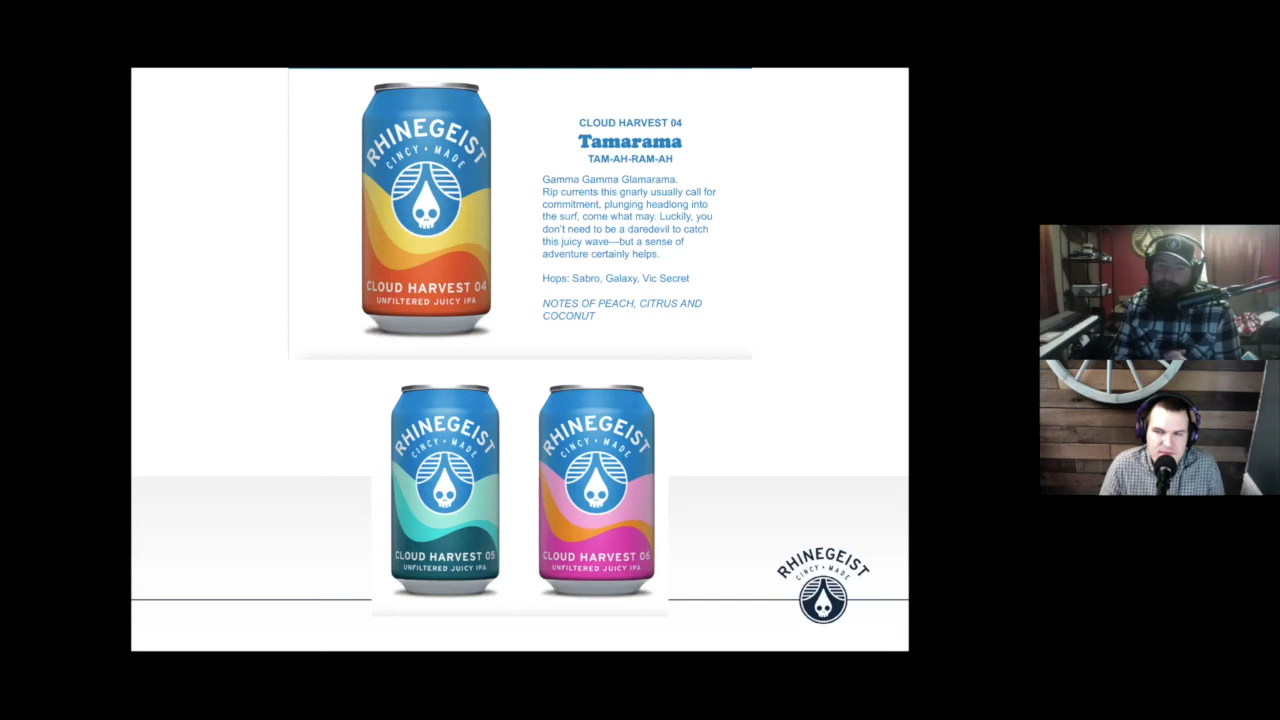 RHINEGEIST
CINCY • MADE
CLOUD HARVEST 04
UNFILTERED JUICY IPA
CLOUD HARVEST 04
Tamarama
TAM-AH-RAM-AH
Gamma Gamma Glamarama.
Rip currents this gnarly usually call for
commitment, plunging headlong into
the surf, come what may. Luckily, you
don't need to be a daredevil to catch
this juicy wave—but a sense of
adventure certainly helps.
Hops: Sabro, Galaxy, Vic Secret
NOTES OF PEACH, CITRUS AND
COCONUT
RHINEGEIST
CINCY • MADE
CLOUD HARVEST 05
UNFILTERED JUICY IPA
RHINEGEIST
CINCY • MADE
CLOUD HARVEST 06
UNFILTERED JUICY IPA
RHINEGEIST
CINCY • MADE